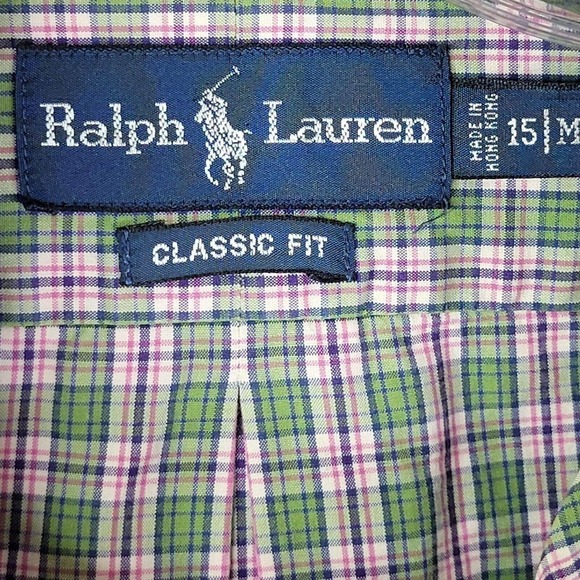 Ralph Lauren
MADE IN
HONG KONG
15 M
CLASSIC FIT